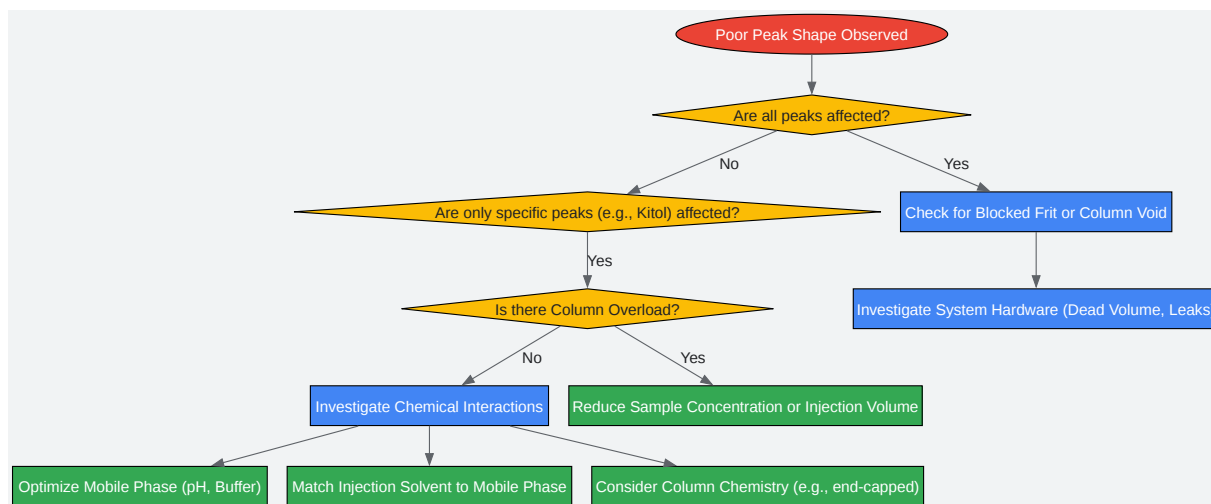 Poor Peak Shape Observed
Are all peaks affected?
No
Yes
Are only specific peaks (e.g., Kitol) affected?
Check for Blocked Frit or Column Void
Yes
Is there Column Overload?
Investigate System Hardware (Dead Volume, Leaks
No
Yes
Investigate Chemical Interactions
Reduce Sample Concentration or Injection Volume
Optimize Mobile Phase (pH, Buffer)
Match Injection Solvent to Mobile Phase
Consider Column Chemistry (e.g., end-capped)